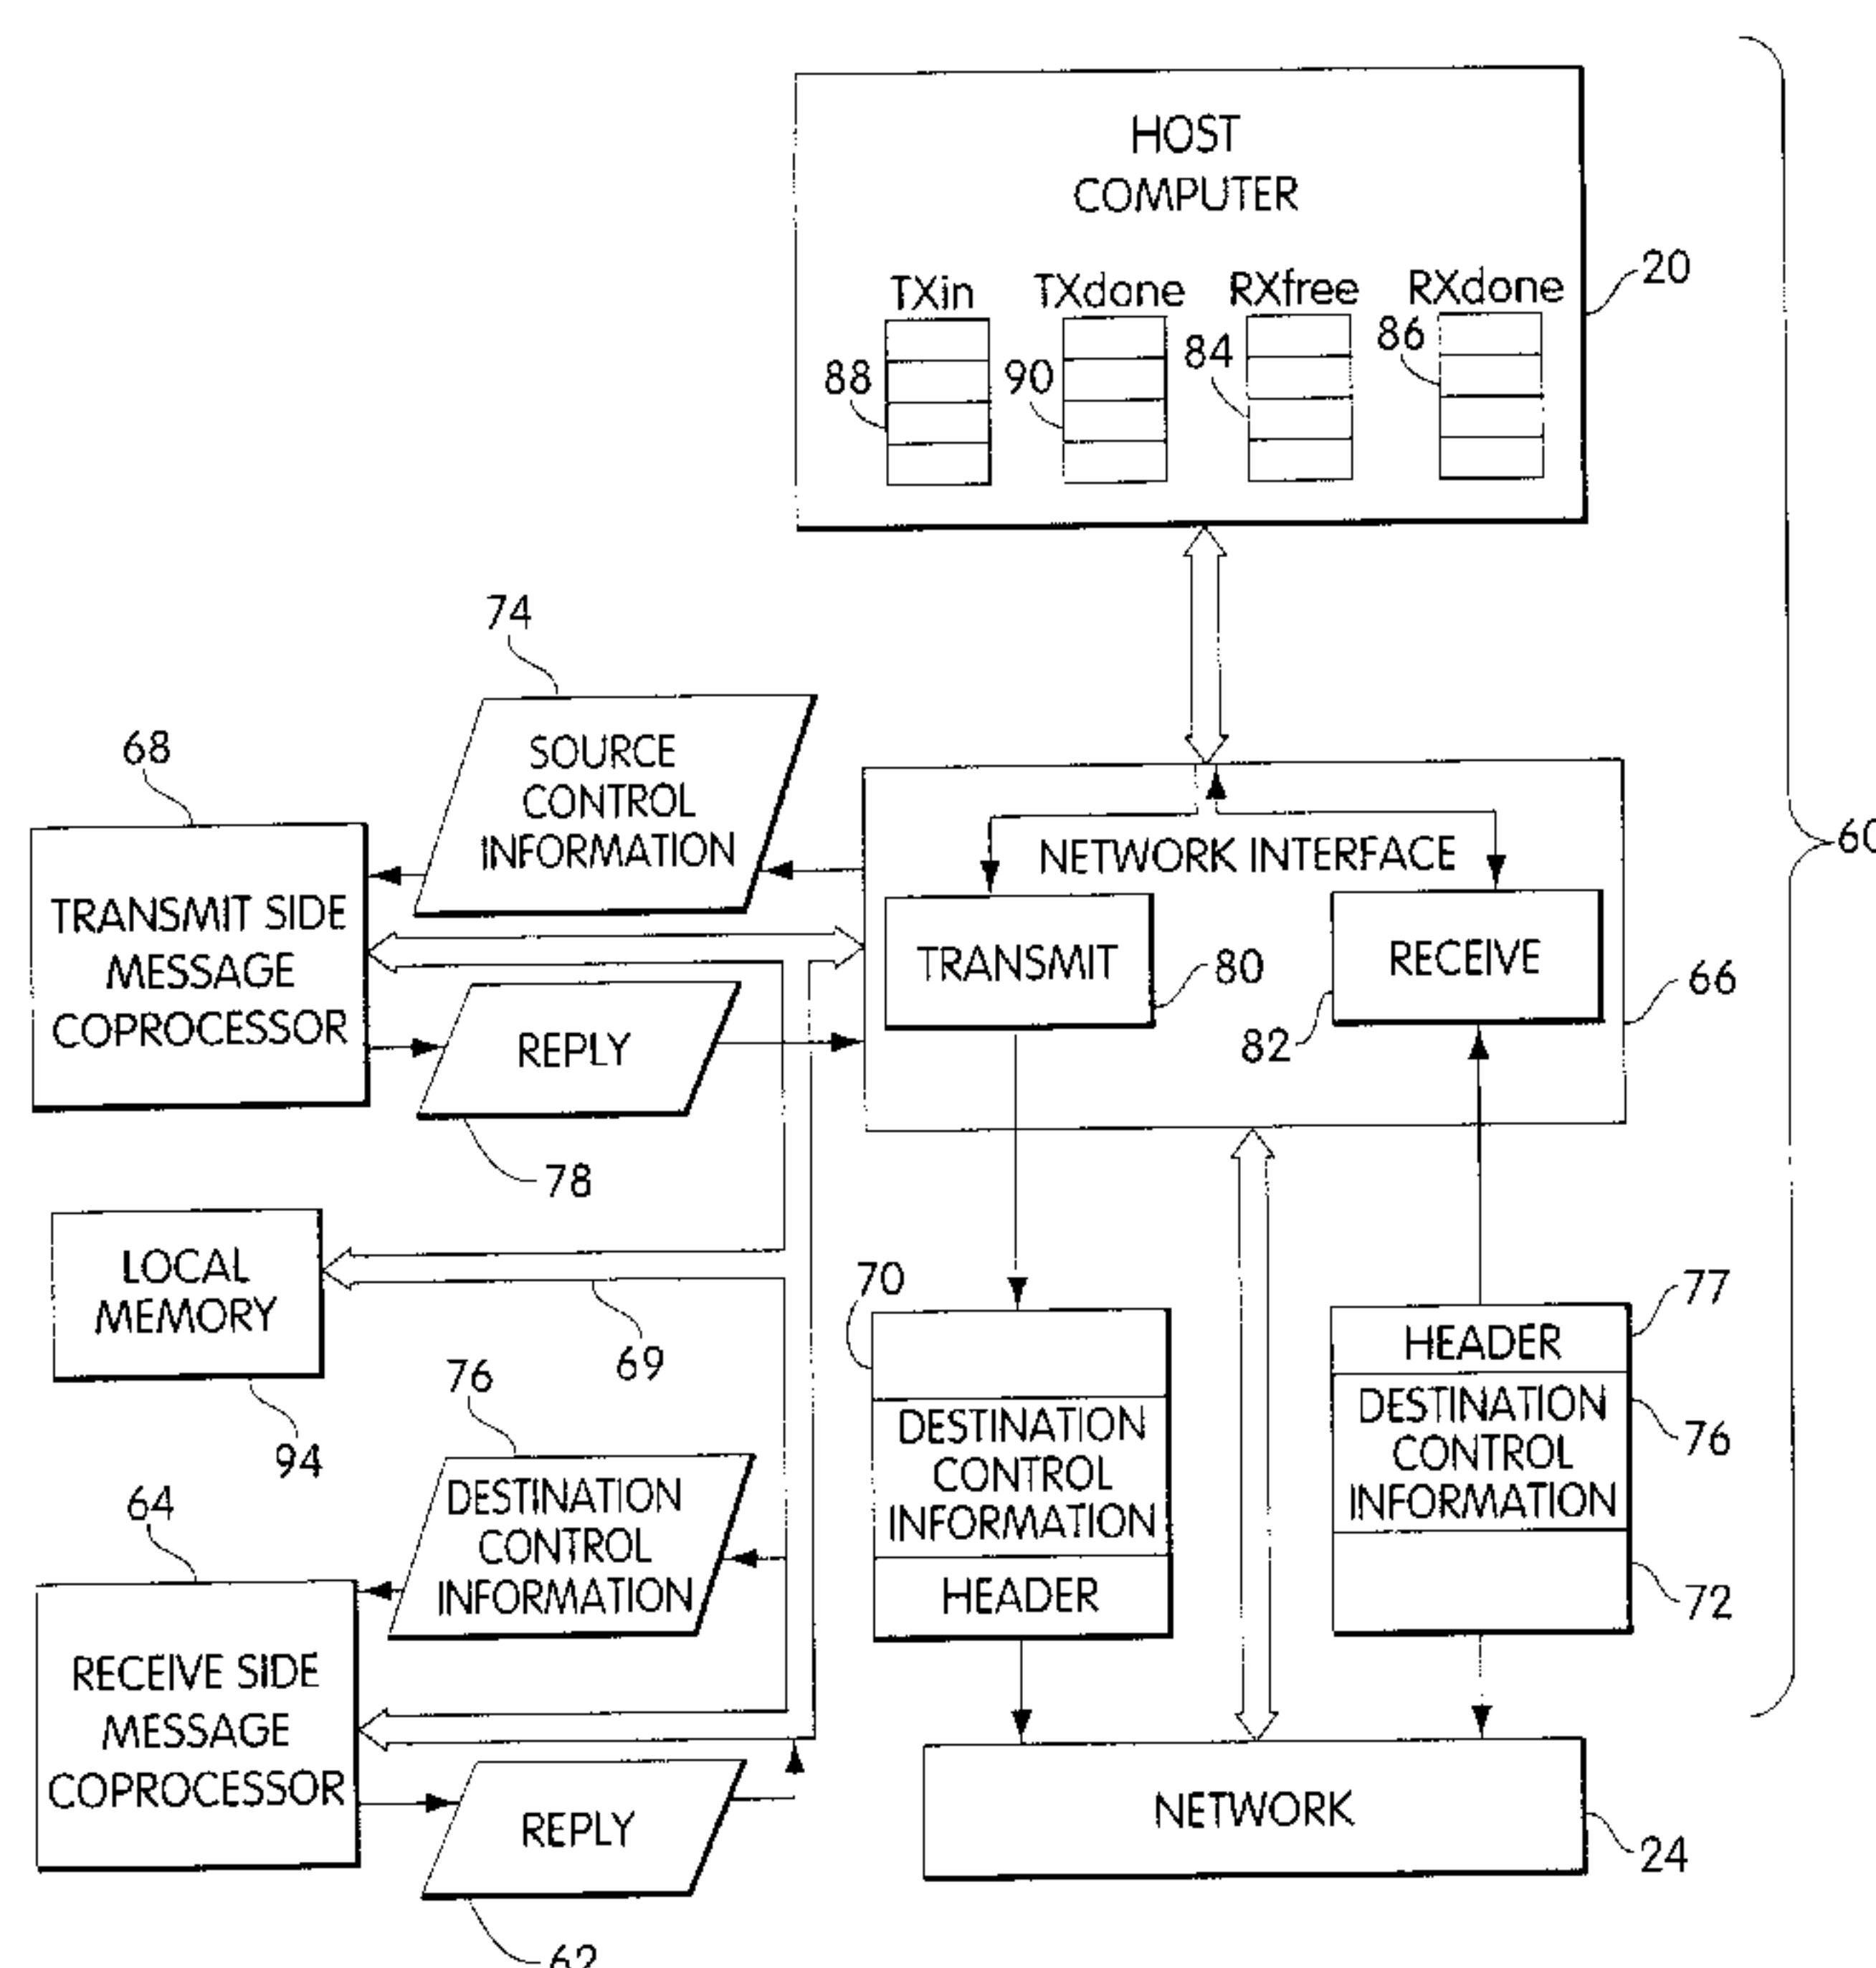 HOST
COMPUTER
TXin
TXdone
RXfree
RXdone
20
88
90
84
86
74
SOURCE
CONTROL
INFORMATION
68
TRANSMIT SIDE
MESSAGE
COPROCESSOR
NETWORK INTERFACE
TRANSMIT
80
RECEIVE
82
66
60
REPLY
78
LOCAL
MEMORY
94
69
70
DESTINATION
CONTROL
INFORMATION
HEADER
77
HEADER
DESTINATION
CONTROL
INFORMATION
76
72
76
DESTINATION
CONTROL
INFORMATION
64
RECEIVE SIDE
MESSAGE
COPROCESSOR
REPLY
62
NETWORK
24